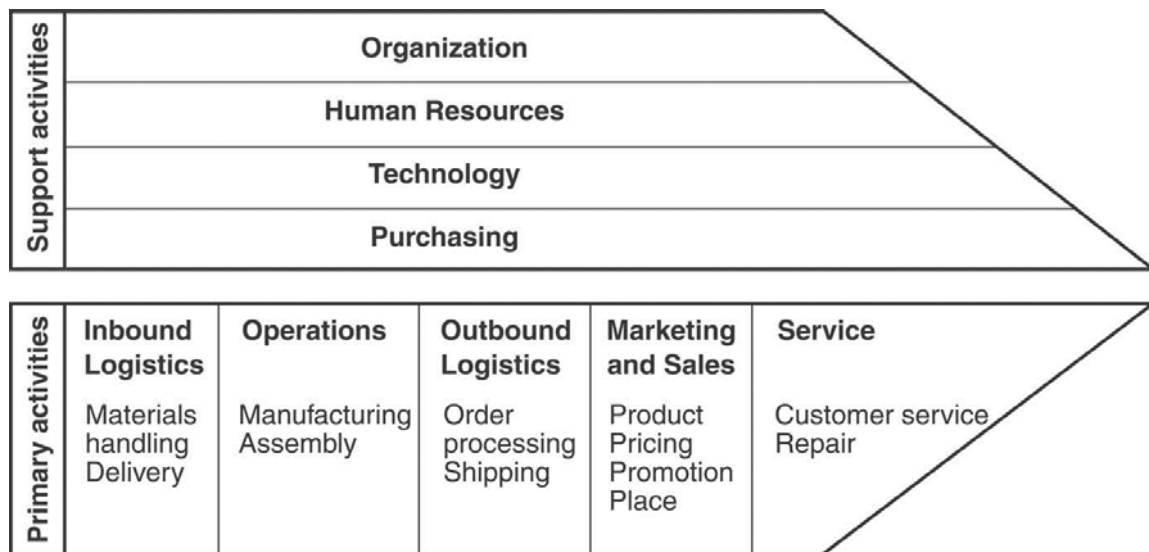 Support activities
Organization
Human Resources
Technology
Purchasing
Primary activities
Inbound
Logistics
Materials
handling
Delivery
Operations
Manufacturing
Assembly
Outbound
Logistics
Order
processing
Shipping
Marketing
and Sales
Product
Pricing
Promotion
Place
Service
Customer service
Repair